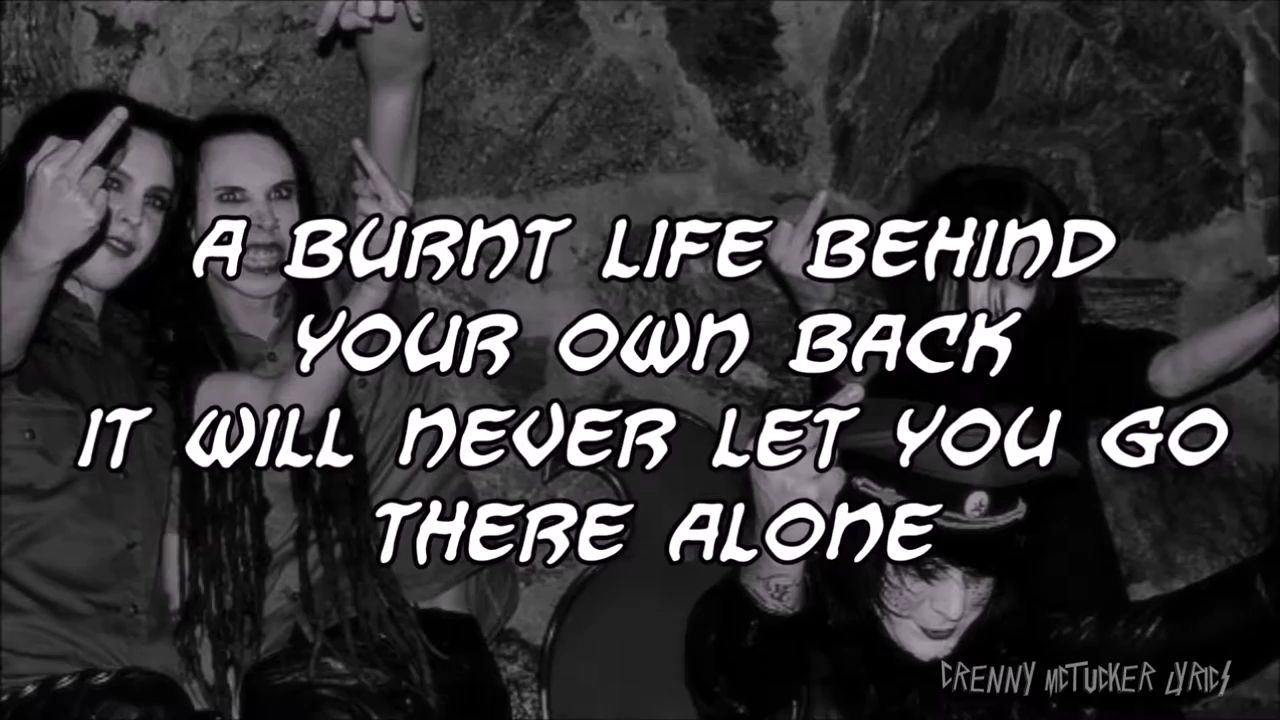 A BURNT LIFE BEHIND
YOUR OWN BACK
IT WILL NEVER LET YOU GO
THERE ALONE
CRENNY MCTUCKER LYRICS